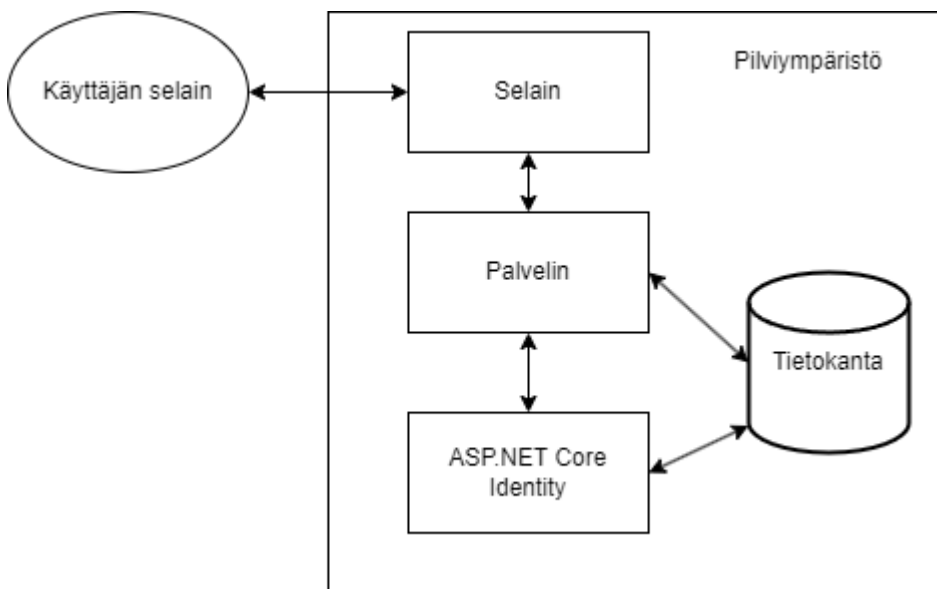 Käyttäjän selain
Selain
Pilviympäristö
Palvelin
Tietokanta
ASP.NET Core
Identity